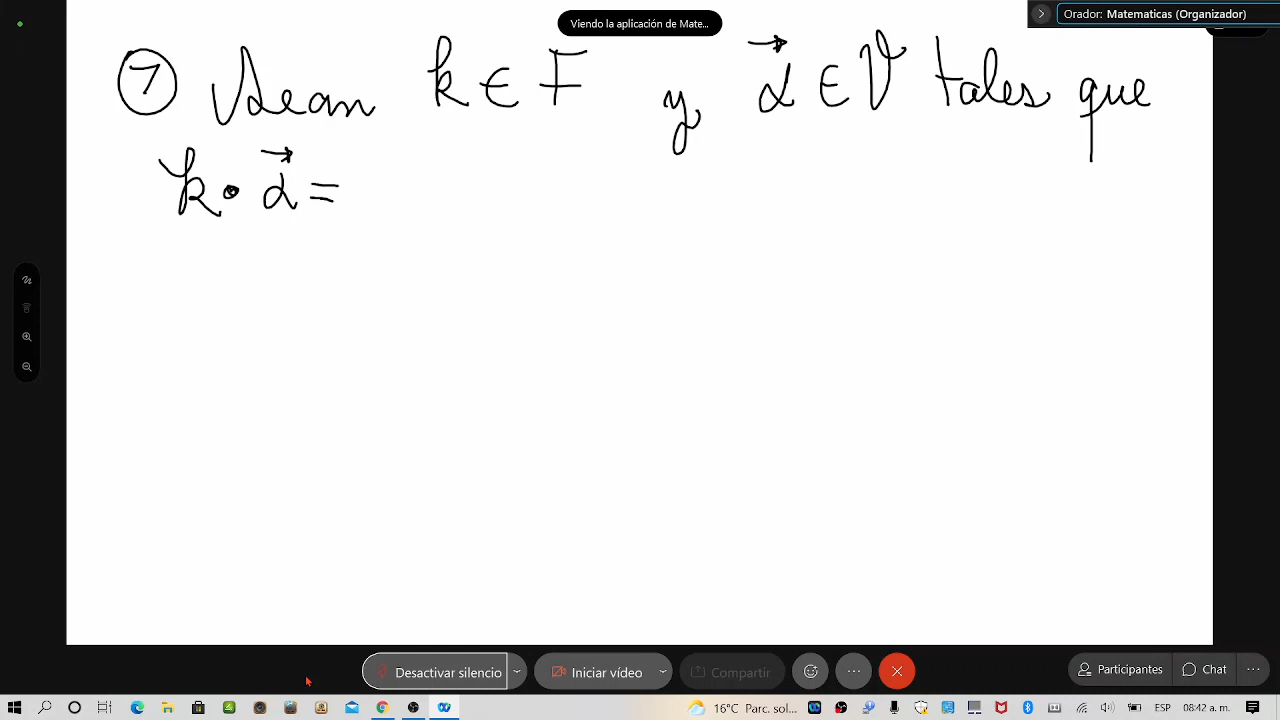 Viendo la aplicación de Mate...
Orador: Matematicas (Organizador)
⑦ Sean k ∈ F y α⃗ ∈ V tales que
k • α⃗ =
Desactivar silencio
Iniciar vídeo
Compartir
Participantes
Chat
16°C Parc. sol...
ESP
08:42 a. m.